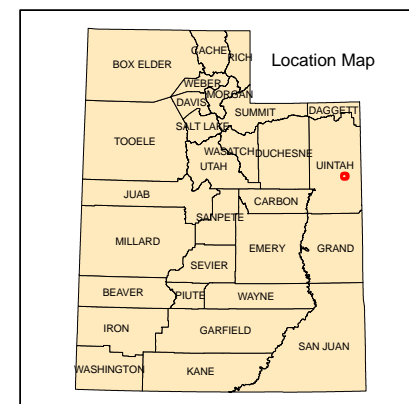 Location Map
CACHE
RICH
BOX ELDER
WEBER
MORGAN
DAVIS
SUMMIT
DAGGETT
SALT LAKE
TOOELE
WASATCH
DUCHESNE
UINTAH
UTAH
JUAB
CARBON
SANPETE
MILLARD
EMERY
GRAND
SEVIER
BEAVER
PIUTE
WAYNE
IRON
GARFIELD
SAN JUAN
WASHINGTON
KANE